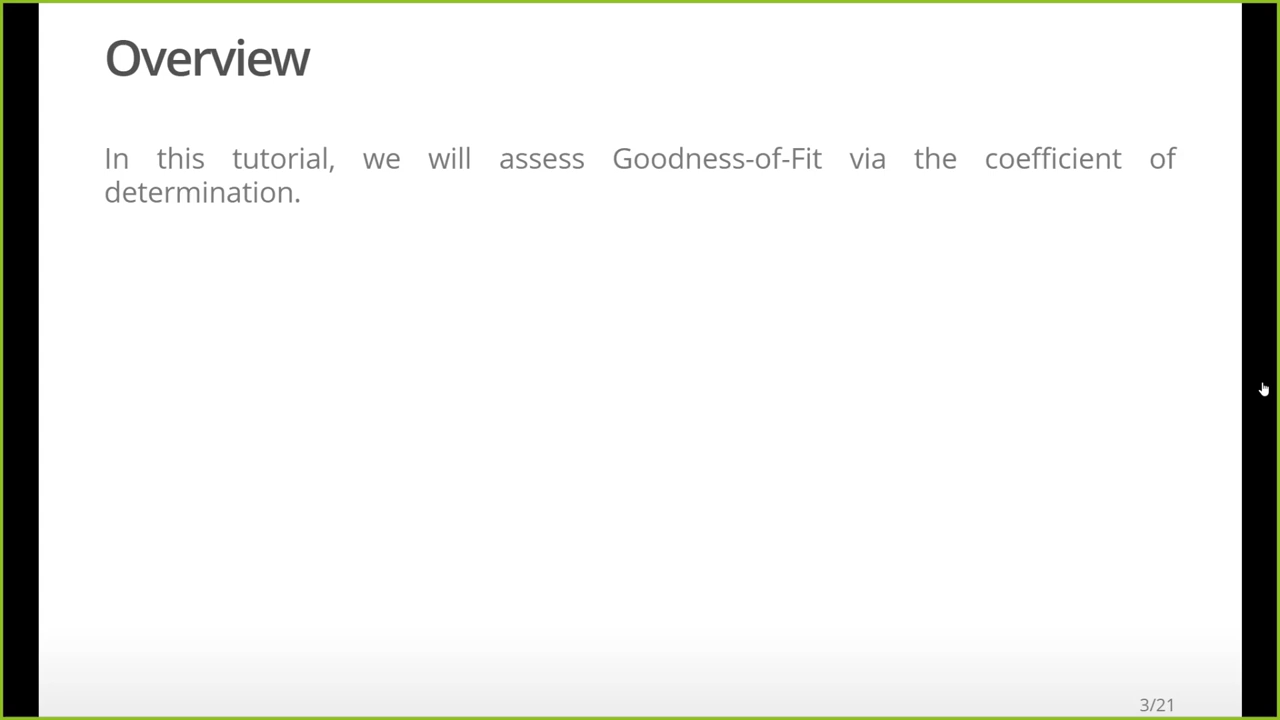 Overview
In this tutorial, we will assess Goodness-of-Fit via the coefficient of
determination.
3/21